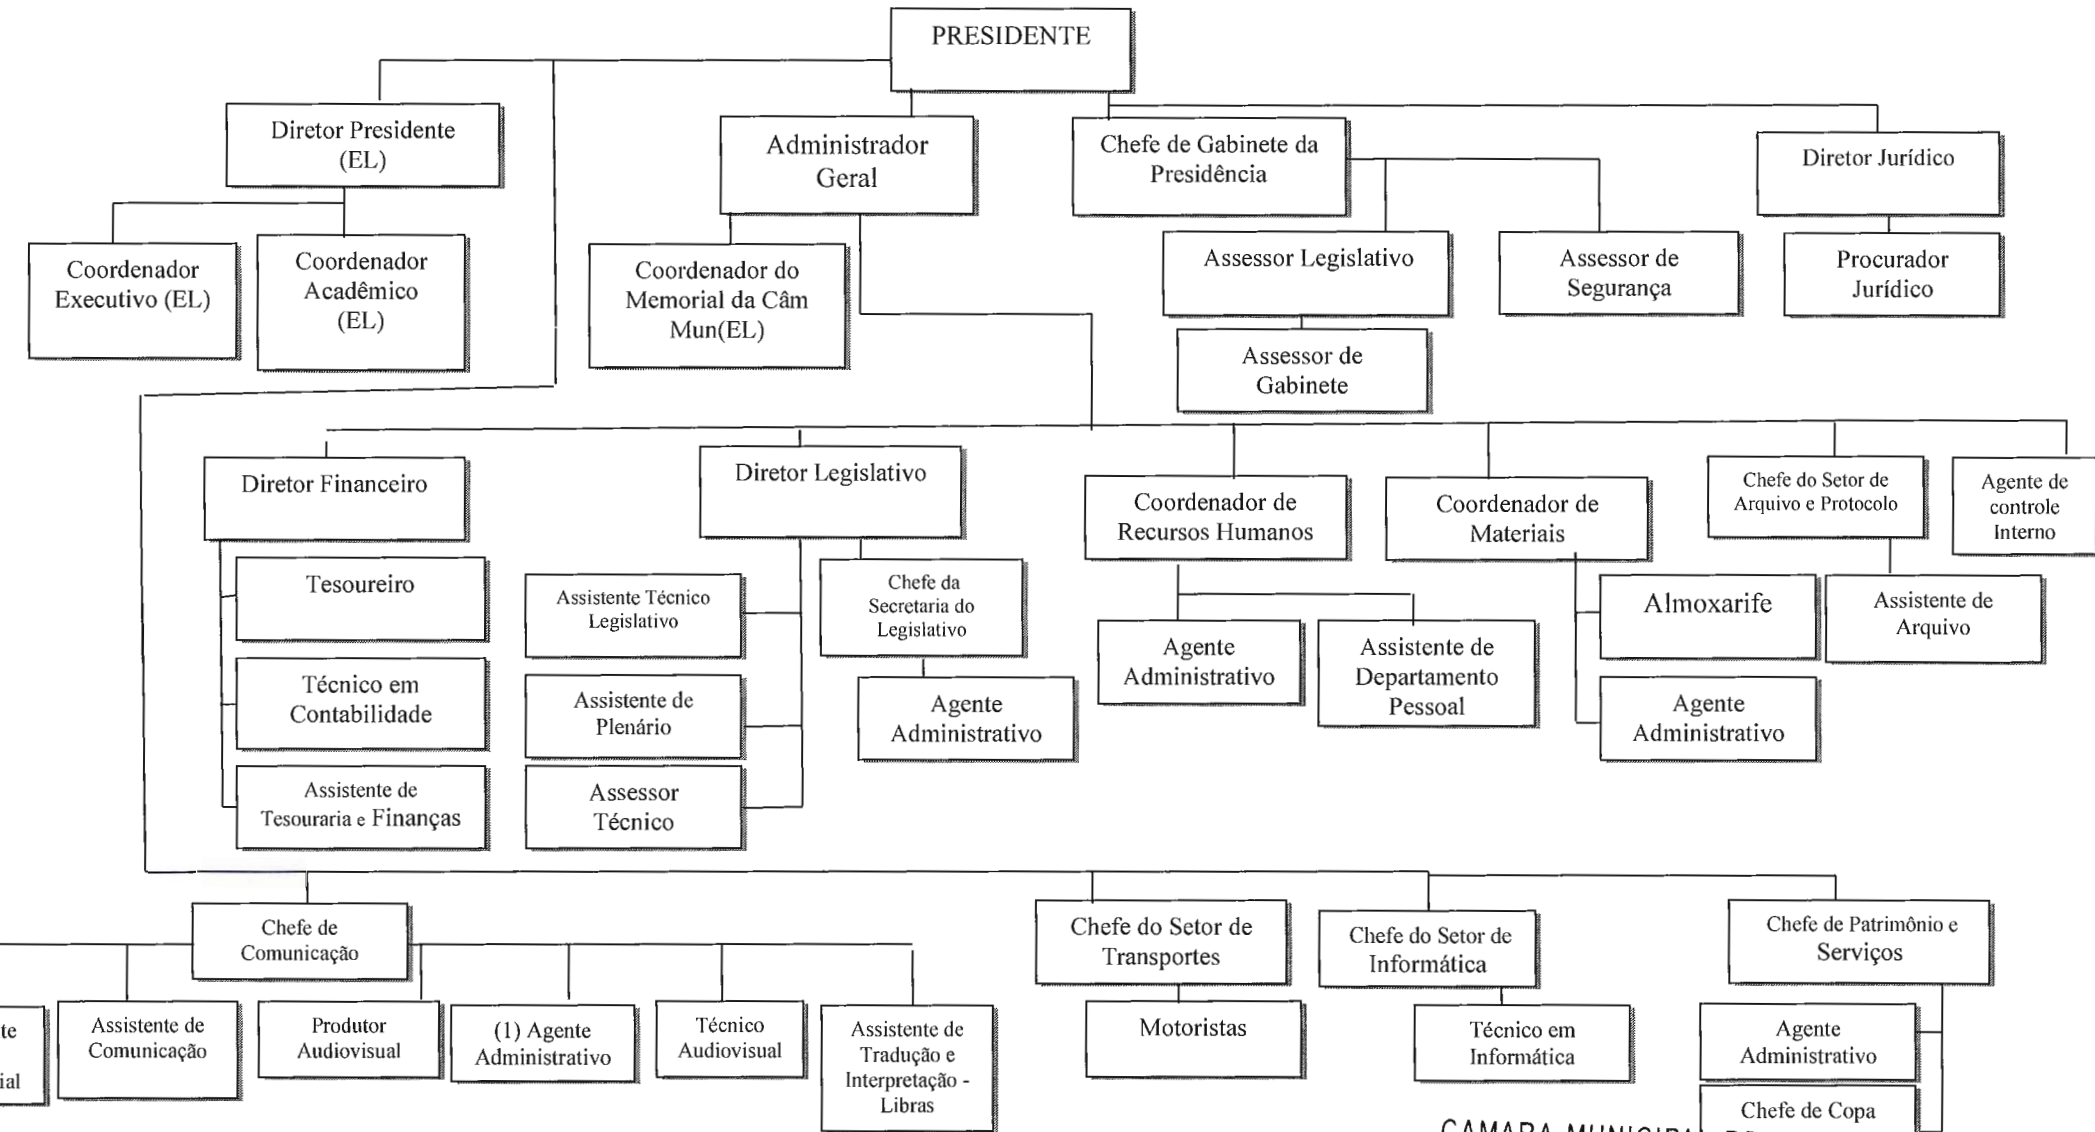 PRESIDENTE
Diretor Presidente
(EL)
Administrador
Geral
Chefe de Gabinete da
Presidência
Diretor Jurídico
Coordenador
Executivo (EL)
Coordenador
Acadêmico
(EL)
Coordenador do
Memorial da Câm
Mun(EL)
Assessor Legislativo
Assessor de
Segurança
Procurador
Jurídico
Assessor de
Gabinete
Diretor Financeiro
Diretor Legislativo
Coordenador de
Recursos Humanos
Coordenador de
Materiais
Chefe do Setor de
Arquivo e Protocolo
Agente de
controle
Interno
Tesoureiro
Técnico em
Contabilidade
Assistente de
Tesouraria e Finanças
Assistente Técnico
Legislativo
Assistente de
Plenário
Assessor
Técnico
Chefe da
Secretaria do
Legislativo
Agente
Administrativo
Agente
Administrativo
Assistente de
Departamento
Pessoal
Almoxarife
Agente
Administrativo
Assistente de
Arquivo
Chefe de
Comunicação
Chefe do Setor de
Transportes
Chefe do Setor de
Informática
Chefe de Patrimônio e
Serviços
te
ial
Assistente de
Comunicação
Produtor
Audiovisual
(1) Agente
Administrativo
Técnico
Audiovisual
Assistente de
Tradução e
Interpretação -
Libras
Motoristas
Técnico em
Informática
Agente
Administrativo
Chefe de Copa
CAMARA MUNICIPAL